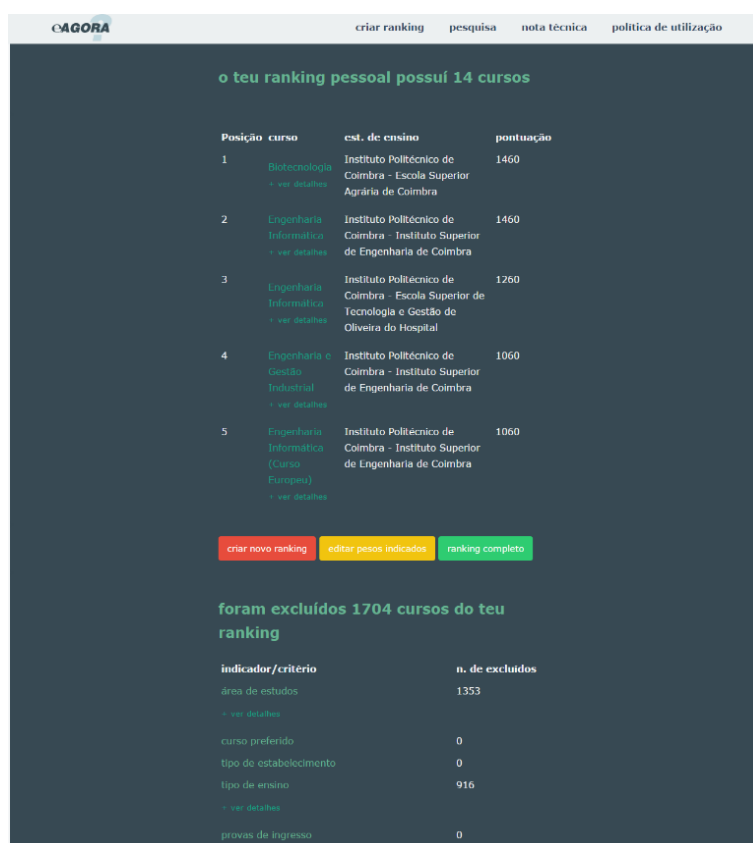 eAGORA
criar ranking pesquisa nota técnica política de utilização
o teu ranking pessoal possuí 14 cursos
Posição curso est. de ensino pontuação
1 Biotecnologia Instituto Politécnico de 1460
Coimbra - Escola Superior
+ ver detalhes
Agrária de Coimbra
2 Engenharia Instituto Politécnico de 1460
Informática Coimbra - Instituto Superior
+ ver detalhes de Engenharia de Coimbra
3 Engenharia Instituto Politécnico de 1260
Informática Coimbra - Escola Superior de
+ ver detalhes Tecnologia e Gestão de
Oliveira do Hospital
4 Engenharia e Instituto Politécnico de 1060
Gestão Coimbra - Instituto Superior
Industrial de Engenharia de Coimbra
+ ver detalhes
5 Engenharia Instituto Politécnico de 1060
Informática Coimbra - Instituto Superior
(Curso de Engenharia de Coimbra
Europeu)
+ ver detalhes
criar novo ranking editar pesos indicados ranking completo
foram excluídos 1704 cursos do teu
ranking
indicador/critério n. de excluídos
área de estudos 1353
+ ver detalhes
curso preferido 0
tipo de estabelecimento 0
tipo de ensino 916
+ ver detalhes
provas de ingresso 0